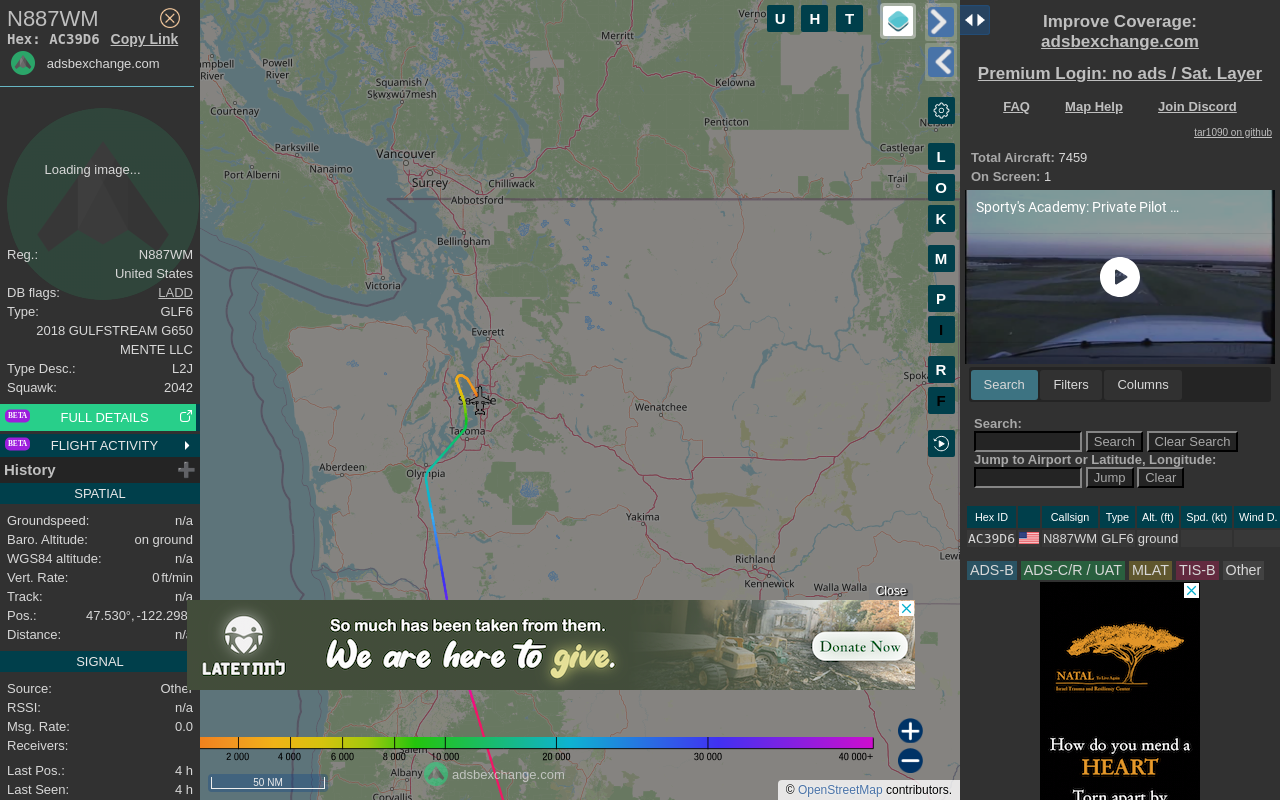 N887WM
Hex: AC39D6 Copy Link
adsbexchange.com
Loading image...
Reg.: N887WM
United States
DB flags: LADD
Type: GLF6
2018 GULFSTREAM G650
MENTE LLC
Type Desc.: L2J
Squawk: 2042
BETA FULL DETAILS
BETA FLIGHT ACTIVITY
History
SPATIAL
Groundspeed: n/a
Baro. Altitude: on ground
WGS84 altitude: n/a
Vert. Rate: 0 ft/min
Track: n/a
Pos.: 47.530°, -122.298
Distance: n/
SIGNAL
Source: Other
RSSI: n/a
Msg. Rate: 0.0
Receivers:
Last Pos.: 4 h
Last Seen: 4 h
U H T
L
O
K
M
P
I
R
F
Merritt
Powell
River
River
Squamish /
Sḵwx̱wú7mesh
Kelowna
Courtenay
Penticton
Parksville
Vancouver
Castlegar
Nanaimo
Port Alberni
Surrey
Chilliwack
Trail
Abbotsford
Bellingham
Victoria
Everett
Wenatchee
Tacoma
Aberdeen
Olympia
Yakima
Richland
Kennewick
Walla Walla
Albany
Corvallis
Close
LATET לתת
So much has been taken from them.
We are here to give.
Donate Now
2 000 4 000 6 000 8 000 10 000 20 000 30 000 40 000+
adsbexchange.com
50 NM
© OpenStreetMap contributors.
Improve Coverage:
adsbexchange.com
Premium Login: no ads / Sat. Layer
FAQ Map Help Join Discord
tar1090 on github
Total Aircraft: 7459
On Screen: 1
Sporty's Academy: Private Pilot ...
Search Filters Columns
Search:
Search Clear Search
Jump to Airport or Latitude, Longitude:
Jump Clear
Hex ID Callsign Type Alt. (ft) Spd. (kt) Wind D.
AC39D6 N887WM GLF6 ground
ADS-B ADS-C/R / UAT MLAT TIS-B Other
NATAL To Live Again
Israel Trauma and Resiliency Center
How do you mend a
HEART
Torn apart by